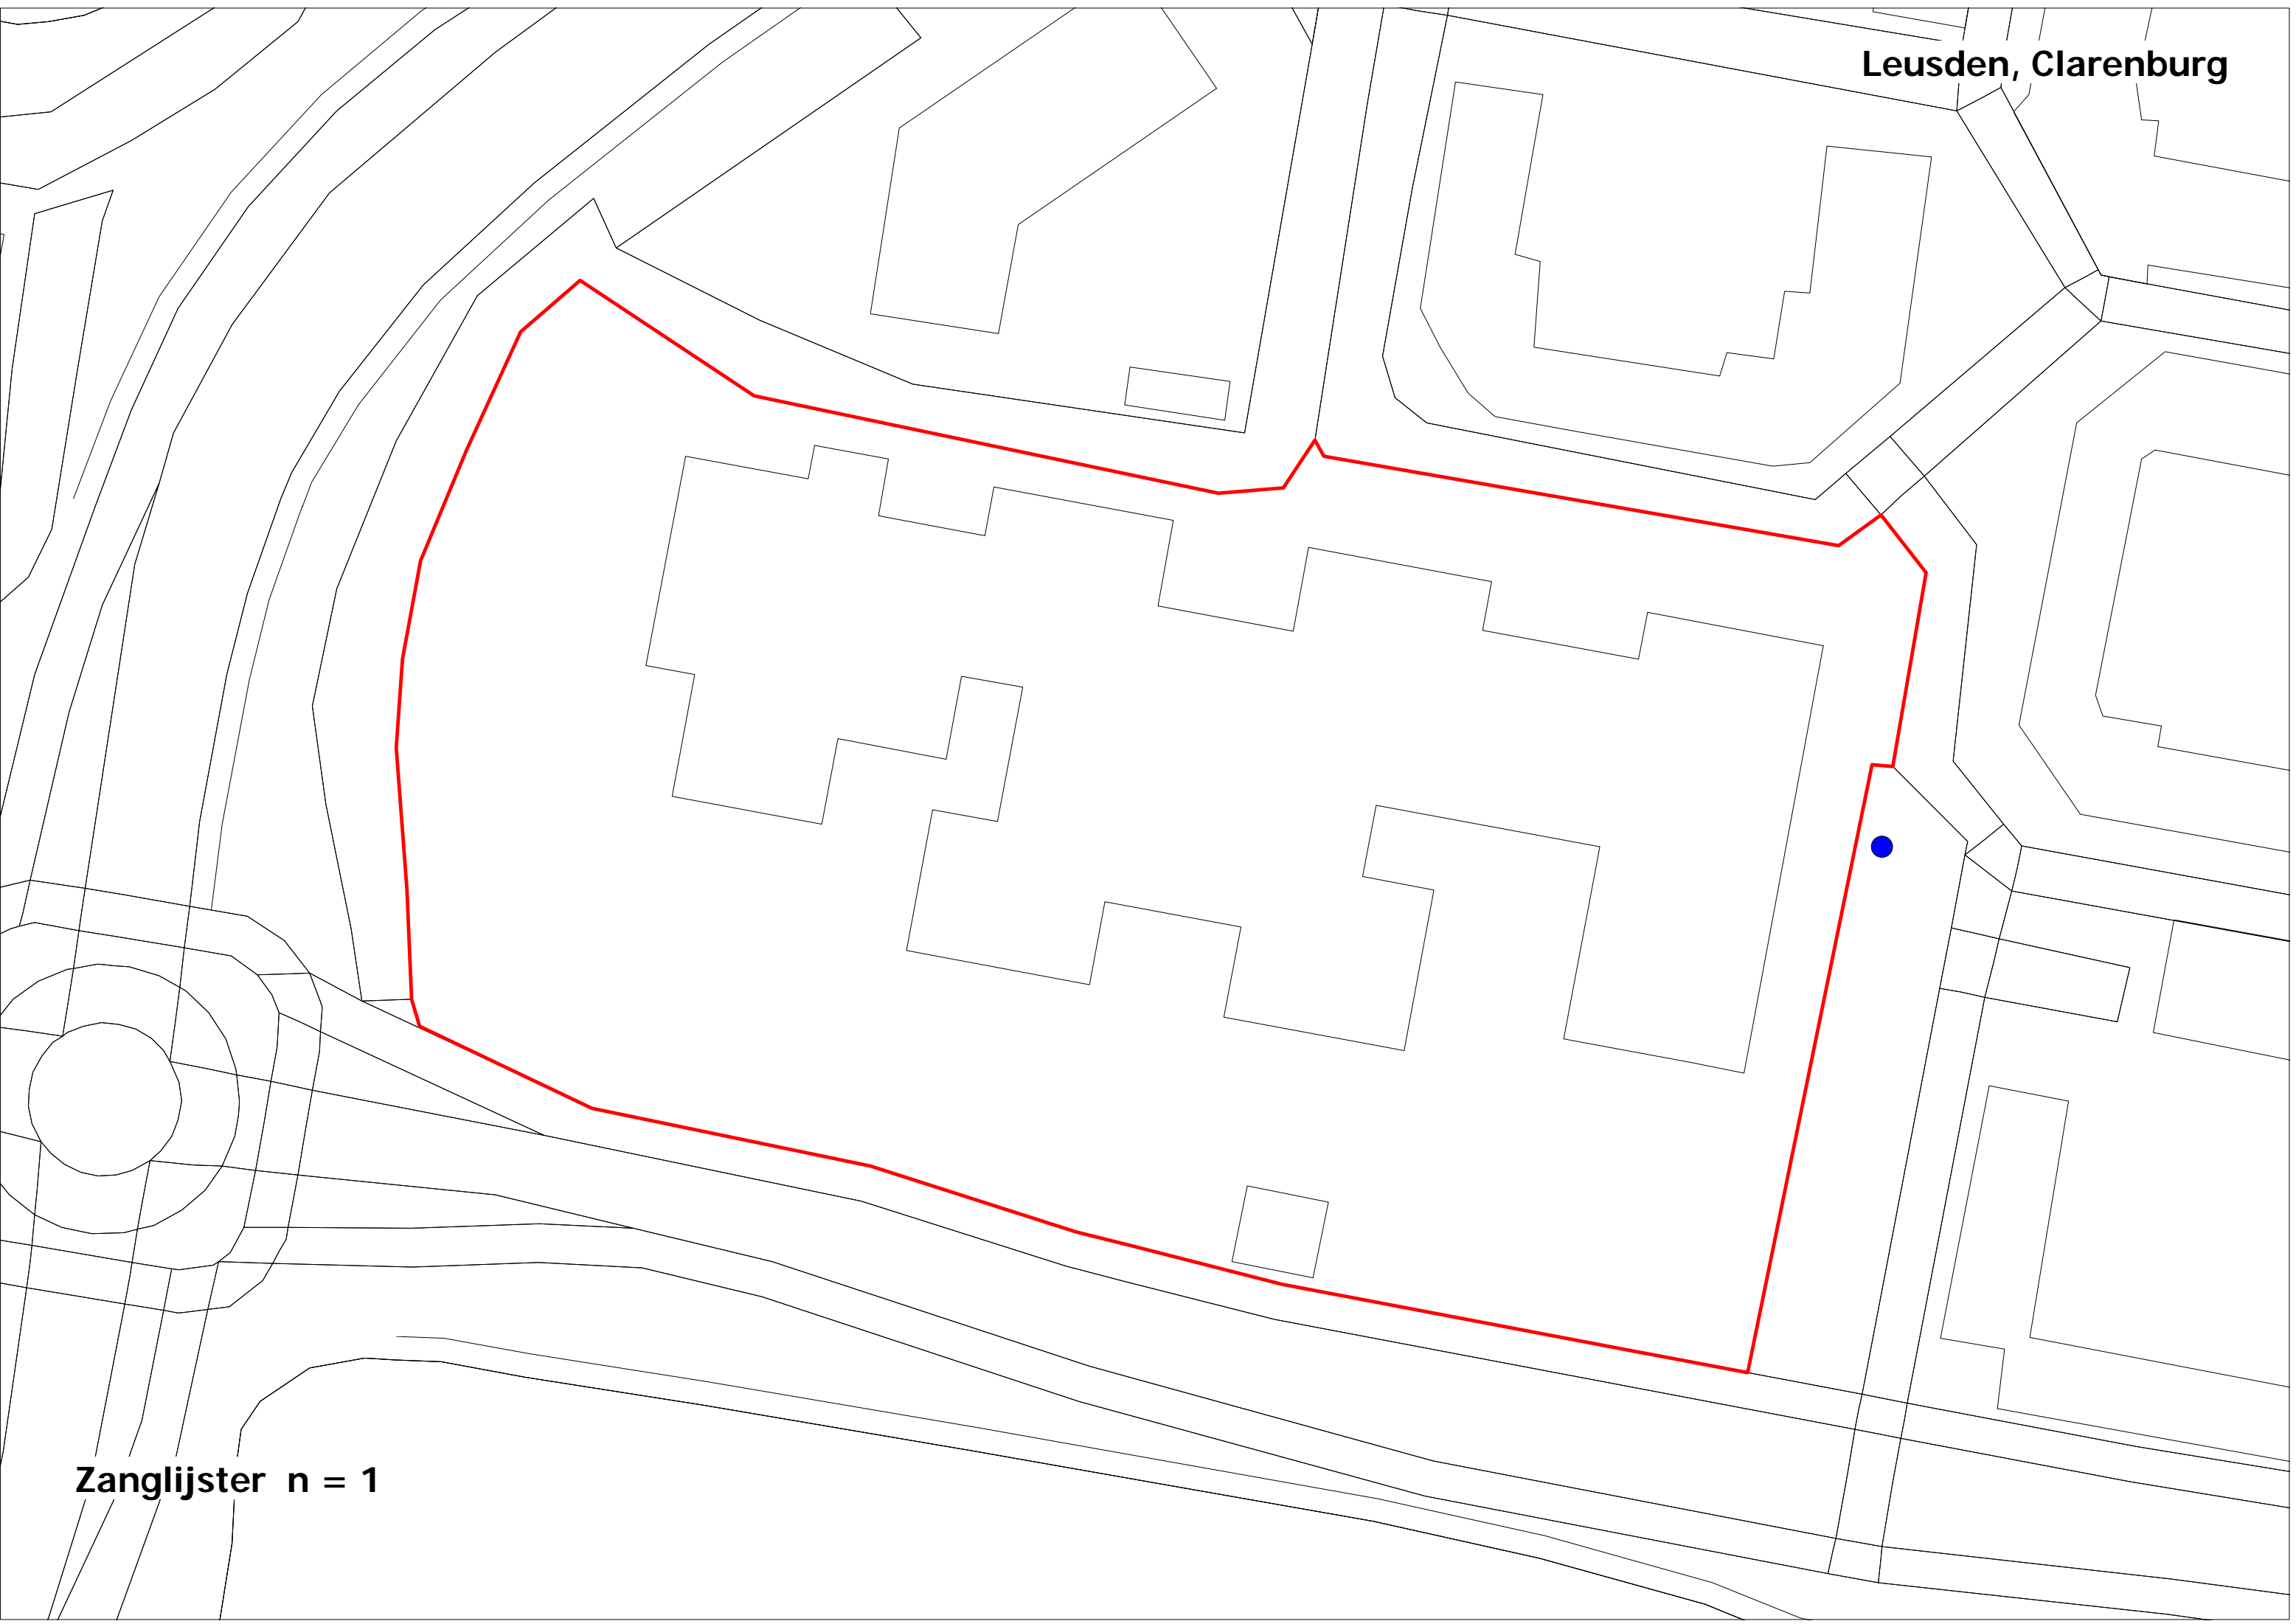 Leusden, Clarenburg
Zanglijster n = 1